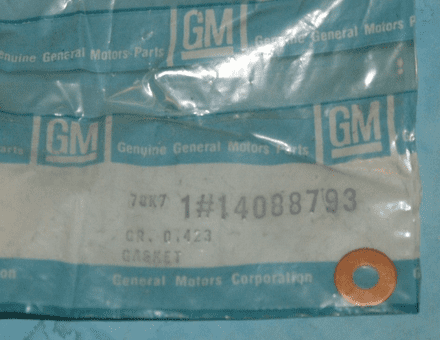 Genuine General Motors Parts
GM
GM
Genuine General Motors Parts
GM
1#14088793
GR. 0.423
GASKET
General Motors Corporation